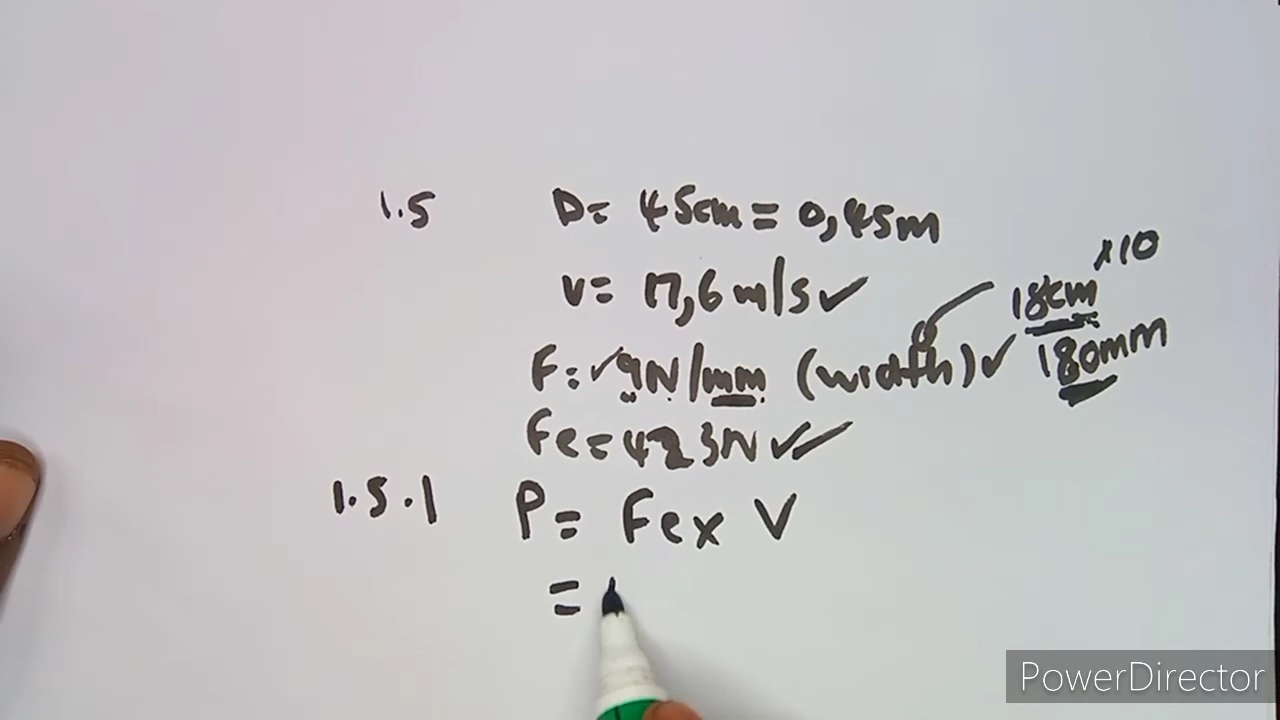 1.5 D= 45cm = 0,45m
v= 17,6 m/s ✓
18cm x10
F= ✓ 9N/mm (width) ✓ 180mm
Fe= 423N ✓✓
1.5.1 P= Fe x V
=
PowerDirector